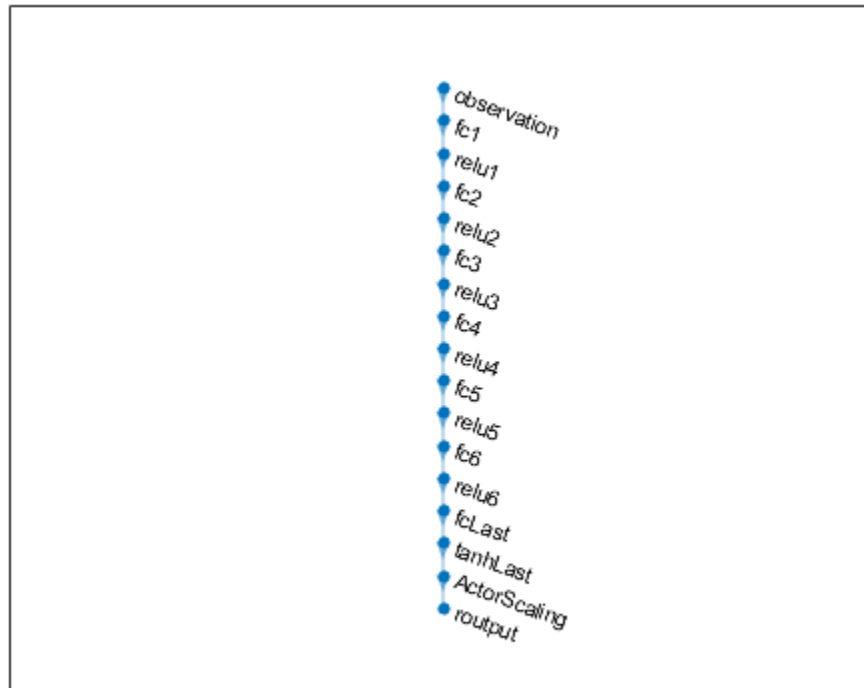 observation
fc1
relu1
fc2
relu2
fc3
relu3
fc4
relu4
fc5
relu5
fc6
relu6
fcLast
tanhLast
ActorScaling
routput